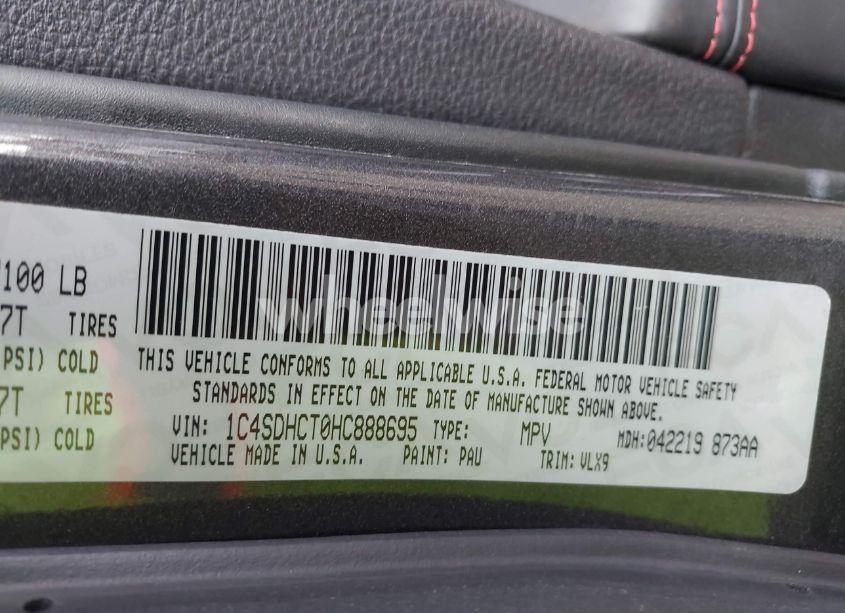 100 LB
7T TIRES
PSI) COLD
7T TIRES
PSI) COLD
wheelwise
THIS VEHICLE CONFORMS TO ALL APPLICABLE U.S.A. FEDERAL MOTOR VEHICLE SAFETY
STANDARDS IN EFFECT ON THE DATE OF MANUFACTURE SHOWN ABOVE.
VIN: 1C4SDHCT0HC888695 TYPE: MPV MDH:042219 873AA
VEHICLE MADE IN U.S.A. PAINT: PAU TRIM: VLX9